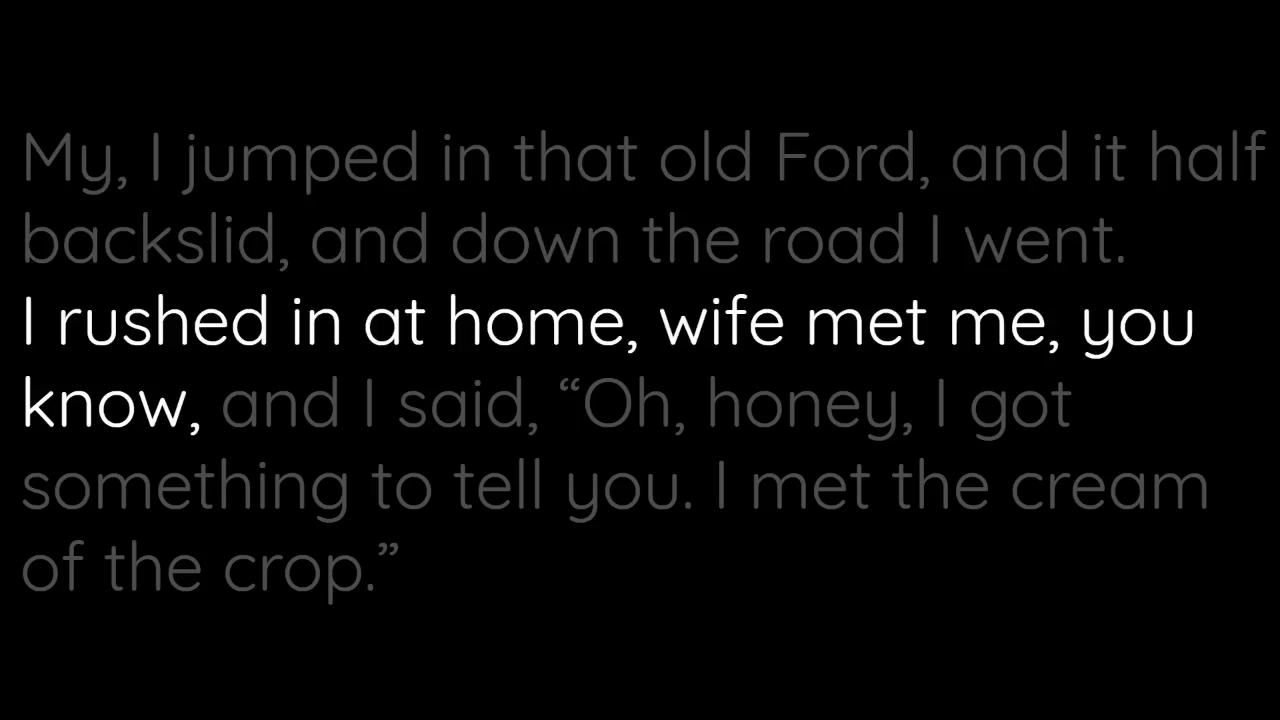 My, I jumped in that old Ford, and it half
backslid, and down the road I went.
I rushed in at home, wife met me, you
know, and I said, “Oh, honey, I got
something to tell you. I met the cream
of the crop.”